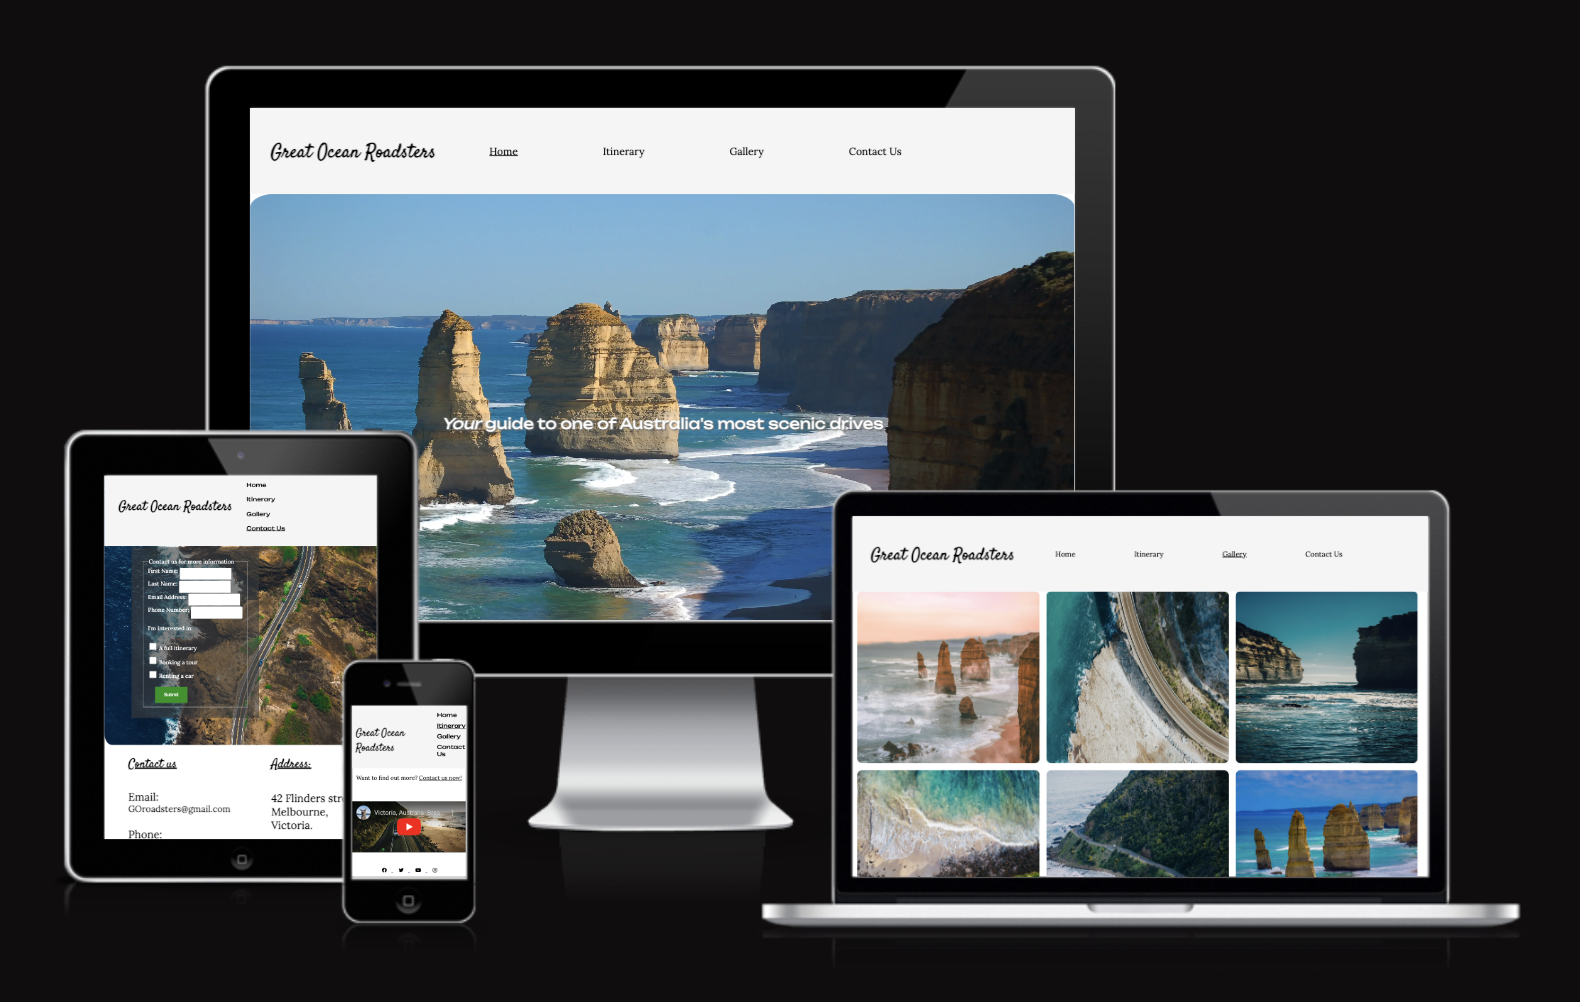 Great Ocean Roadsters
Home
Itinerary
Gallery
Contact Us
Your guide to one of Australia's most scenic drives
Great Ocean Roadsters
Home
Itinerary
Gallery
Contact Us
Contact us for more information
First Name:
Last Name:
Email Address:
Phone Number:
I'm interested in:
A full itinerary
Booking a tour
Renting a car
Submit
Contact us
Email:
GOroadsters@gmail.com
Phone:
Address:
42 Flinders stre
Melbourne,
Victoria.
Great Ocean
Roadsters
Home
Itinerary
Gallery
Contact
Us
Want to find out more? Contact us now!
Victoria, Australia
Great Ocean Roadsters
Home
Itinerary
Gallery
Contact Us